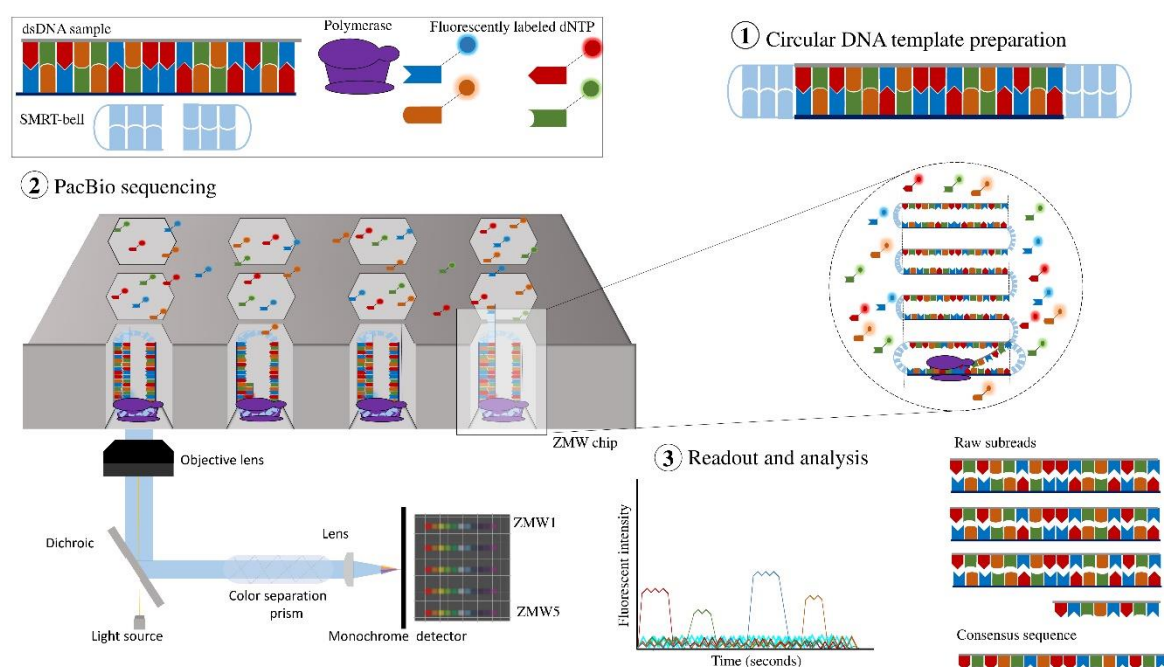 dsDNA sample
Polymerase
Fluorescently labeled dNTP
SMRT-bell
1 Circular DNA template preparation
2 PacBio sequencing
ZMW chip
Objective lens
Dichroic
Lens
Color separation
prism
Light source
Monochrome detector
ZMW1
ZMW5
3 Readout and analysis
Fluorescent intensity
Time (seconds)
Raw subreads
Consensus sequence